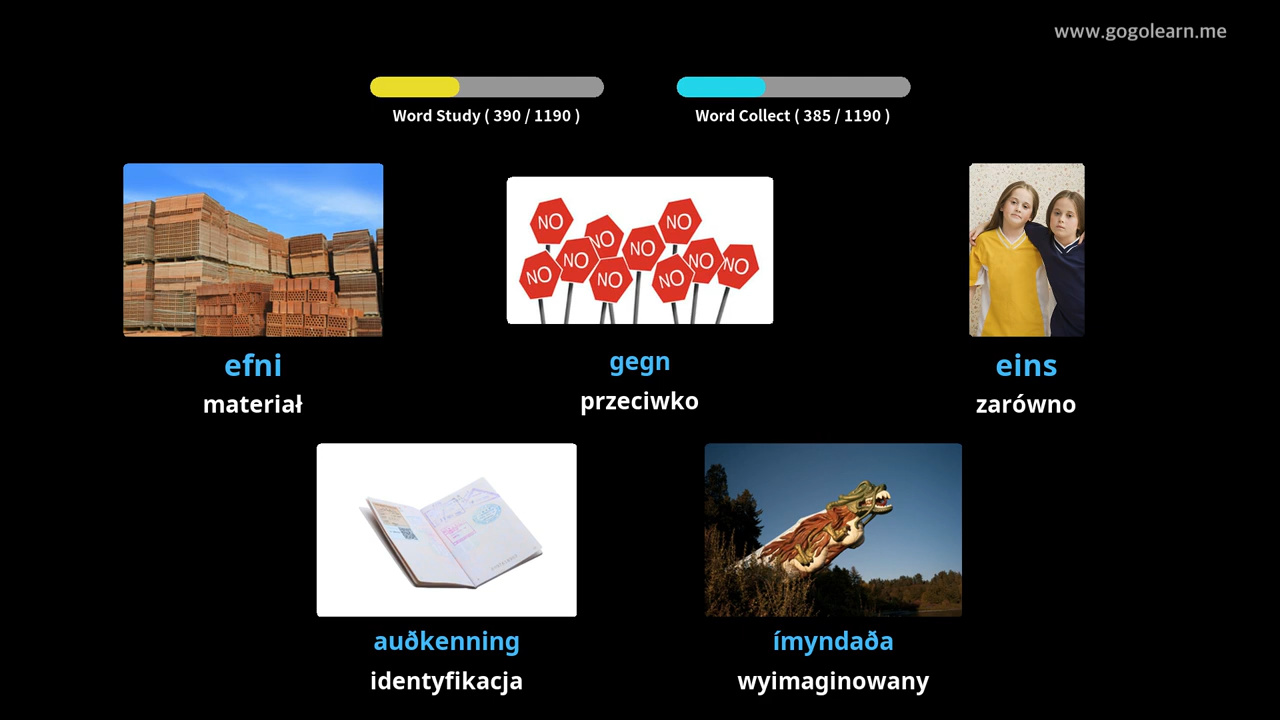 www.gogolearn.me
Word Study ( 390 / 1190 )
Word Collect ( 385 / 1190 )
NO
NO
NO
NO
NO
NO
NO
NO
NO
NO
efni
materiał
gegn
przeciwko
eins
zarówno
auðkenning
identyfikacja
ímyndaða
wyimaginowany